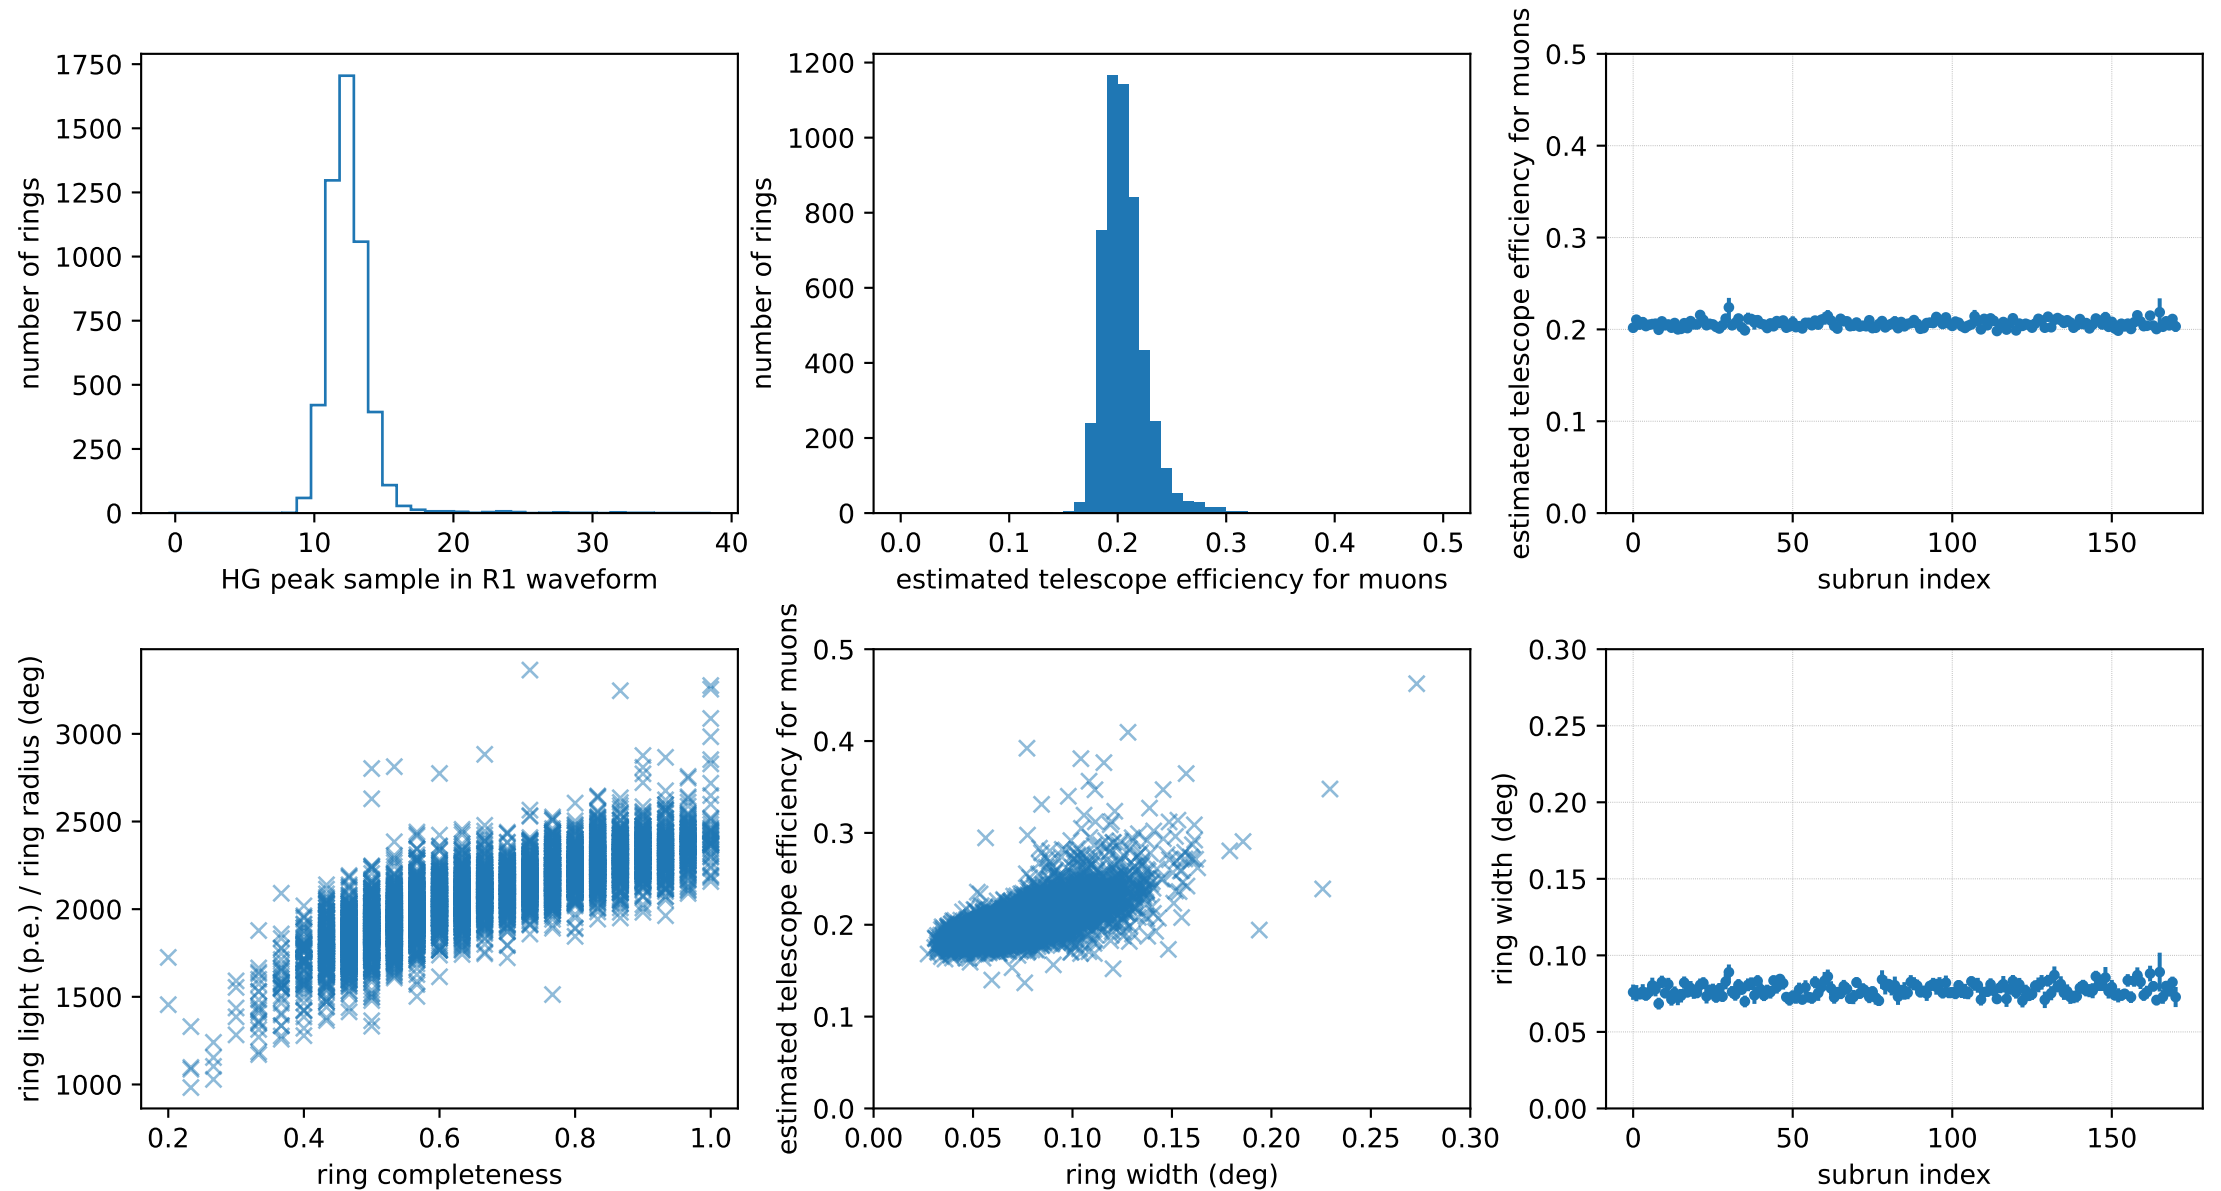 1750
1500
1250
1000
750
500
250
0
number of rings
0 10 20 30 40
HG peak sample in R1 waveform
1200
1000
800
600
400
200
0
number of rings
0.0 0.1 0.2 0.3 0.4 0.5
estimated telescope efficiency for muons
0.5
0.4
0.3
0.2
0.1
0.0
estimated telescope efficiency for muons
0 50 100 150
subrun index
3000
2500
2000
1500
1000
ring light (p.e.) / ring radius (deg)
0.2 0.4 0.6 0.8 1.0
ring completeness
0.5
0.4
0.3
0.2
0.1
0.0
estimated telescope efficiency for muons
0.00 0.05 0.10 0.15 0.20 0.25 0.30
ring width (deg)
0.30
0.25
0.20
0.15
0.10
0.05
0.00
ring width (deg)
0 50 100 150
subrun index